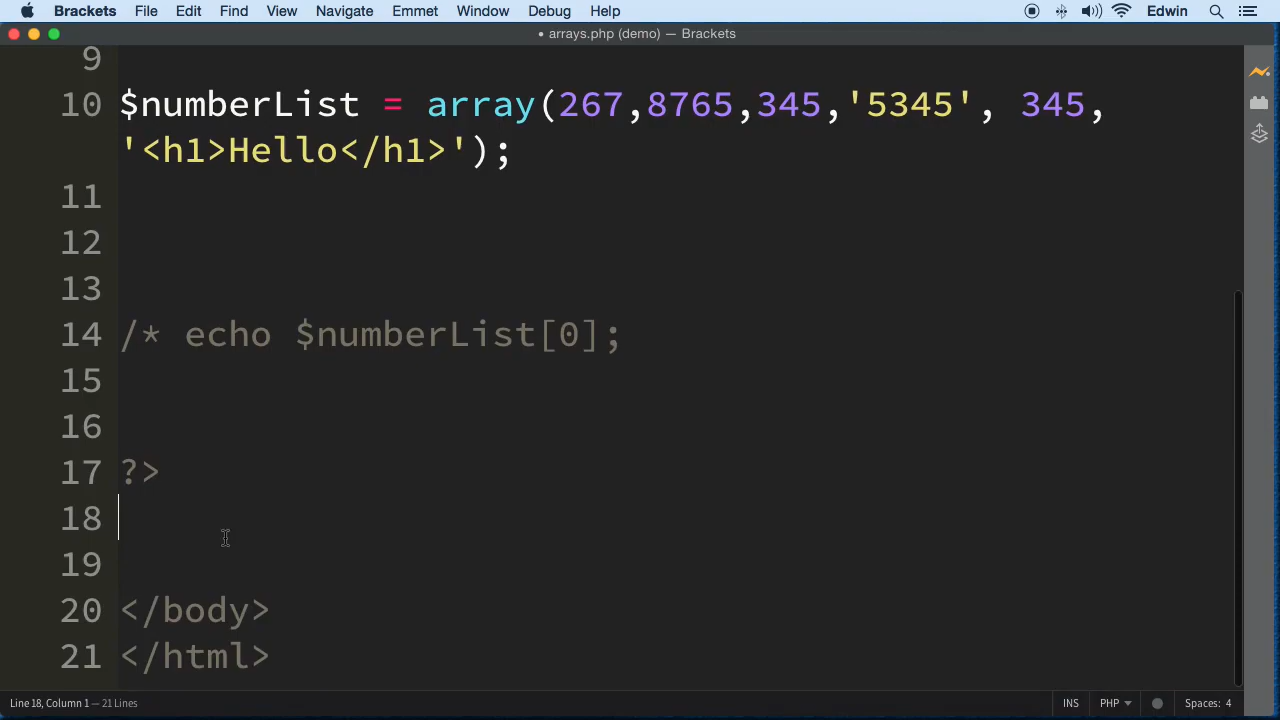 Brackets File Edit Find View Navigate Emmet Window Debug Help Edwin
• arrays.php (demo) — Brackets
9
10 $numberList = array(267,8765,345,'5345', 345,
'<h1>Hello</h1>');
11
12
13
14 /* echo $numberList[0];
15
16
17 ?>
18
19
20 </body>
21 </html>
Line 18, Column 1 — 21 Lines INS PHP Spaces: 4